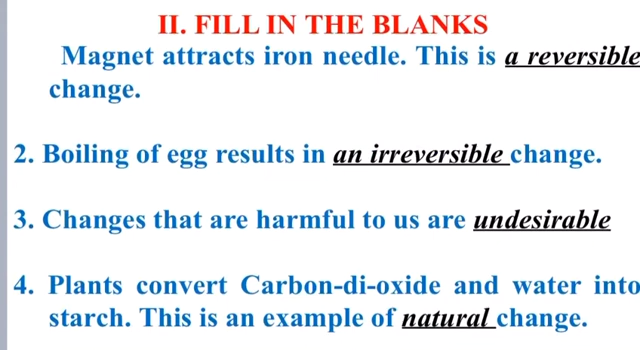 II. FILL IN THE BLANKS
Magnet attracts iron needle. This is a reversible
change.
2. Boiling of egg results in an irreversible change.
3. Changes that are harmful to us are undesirable
4. Plants convert Carbon-di-oxide and water into
starch. This is an example of natural change.